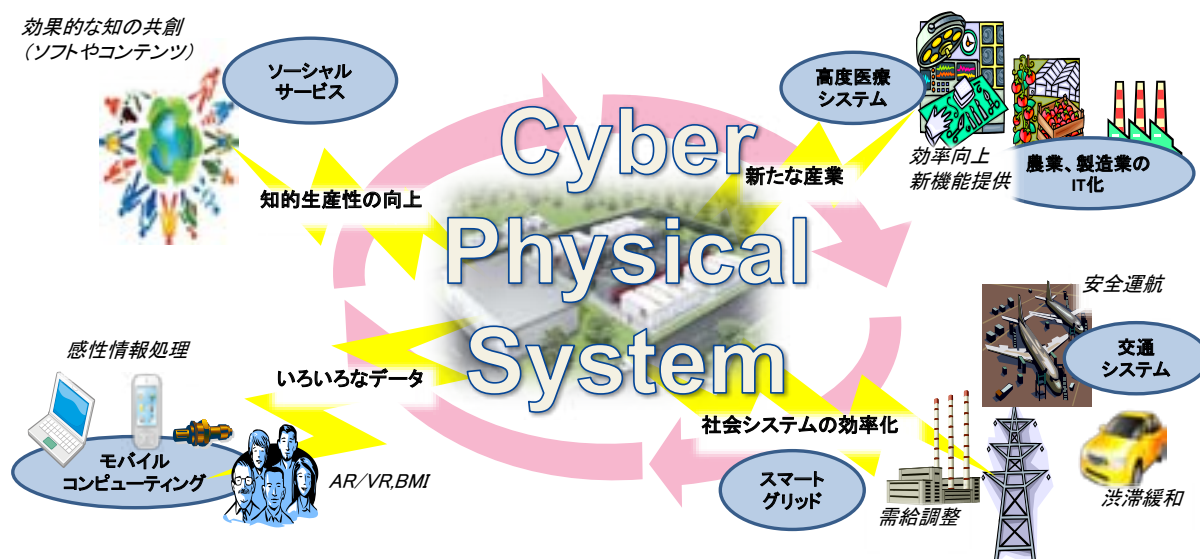 効果的な知の共創
（ソフトやコンテンツ）
ソーシャル
サービス
知的生産性の向上
Cyber
Physical
System
高度医療
システム
新たな産業
効率向上
新機能提供
農業、製造業の
IT化
感性情報処理
いろいろなデータ
モバイル
コンピューティング
AR/VR,BMI
安全運航
交通
システム
社会システムの効率化
スマート
グリッド
需給調整
渋滞緩和